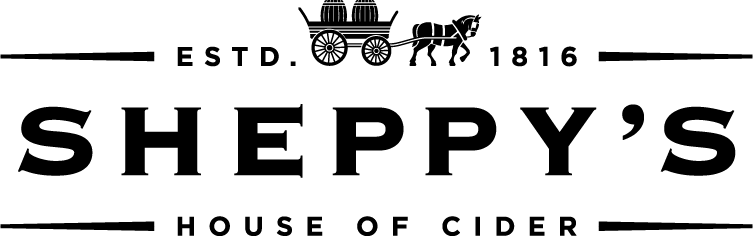 ESTD. 1816
SHEPPY’S
HOUSE OF CIDER